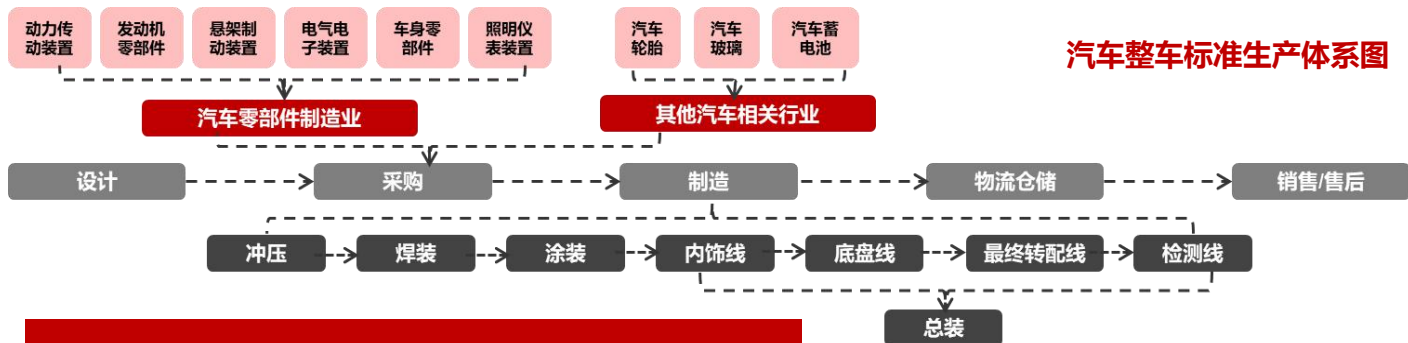 动力传
动装置
发动机
零部件
悬架制
动装置
电气电
子装置
车身零
部件
照明仪
表装置
汽车
轮胎
汽车
玻璃
汽车蓄
电池
汽车整车标准生产体系图
汽车零部件制造业
其他汽车相关行业
设计
采购
制造
物流仓储
销售/售后
冲压
焊装
涂装
内饰线
底盘线
最终转配线
检测线
总装